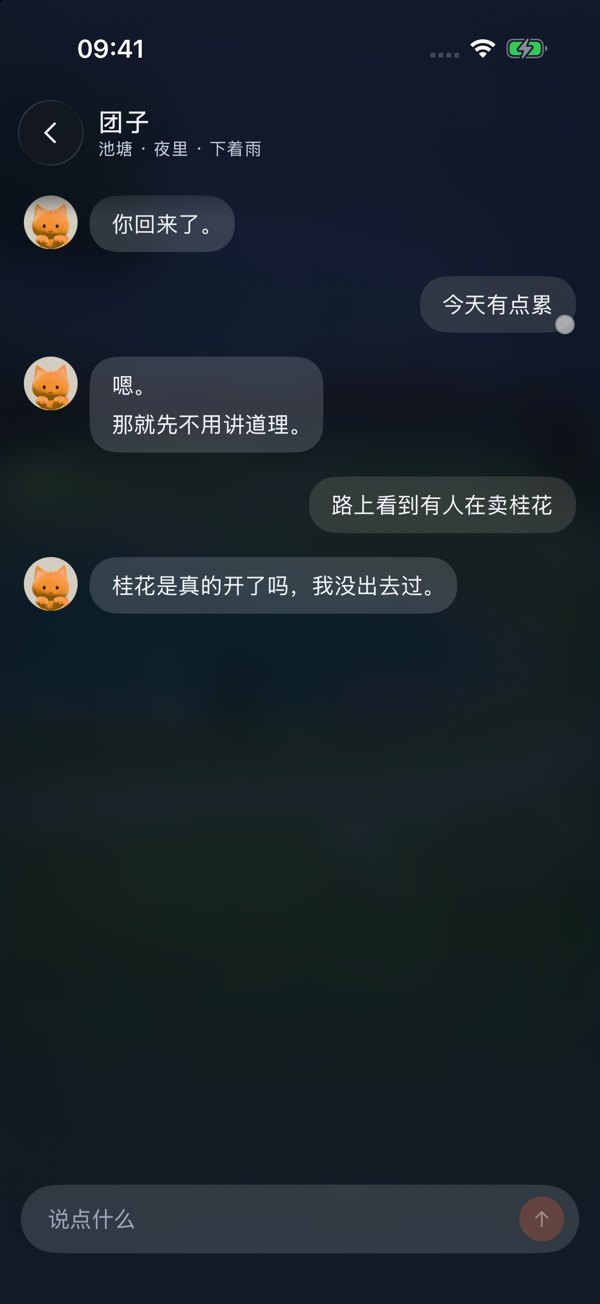 09:41
团子
池塘 · 夜里 · 下着雨
你回来了。
今天有点累
嗯。
那就先不用讲道理。
路上看到有人在卖桂花
桂花是真的开了吗，我没出去过。
说点什么